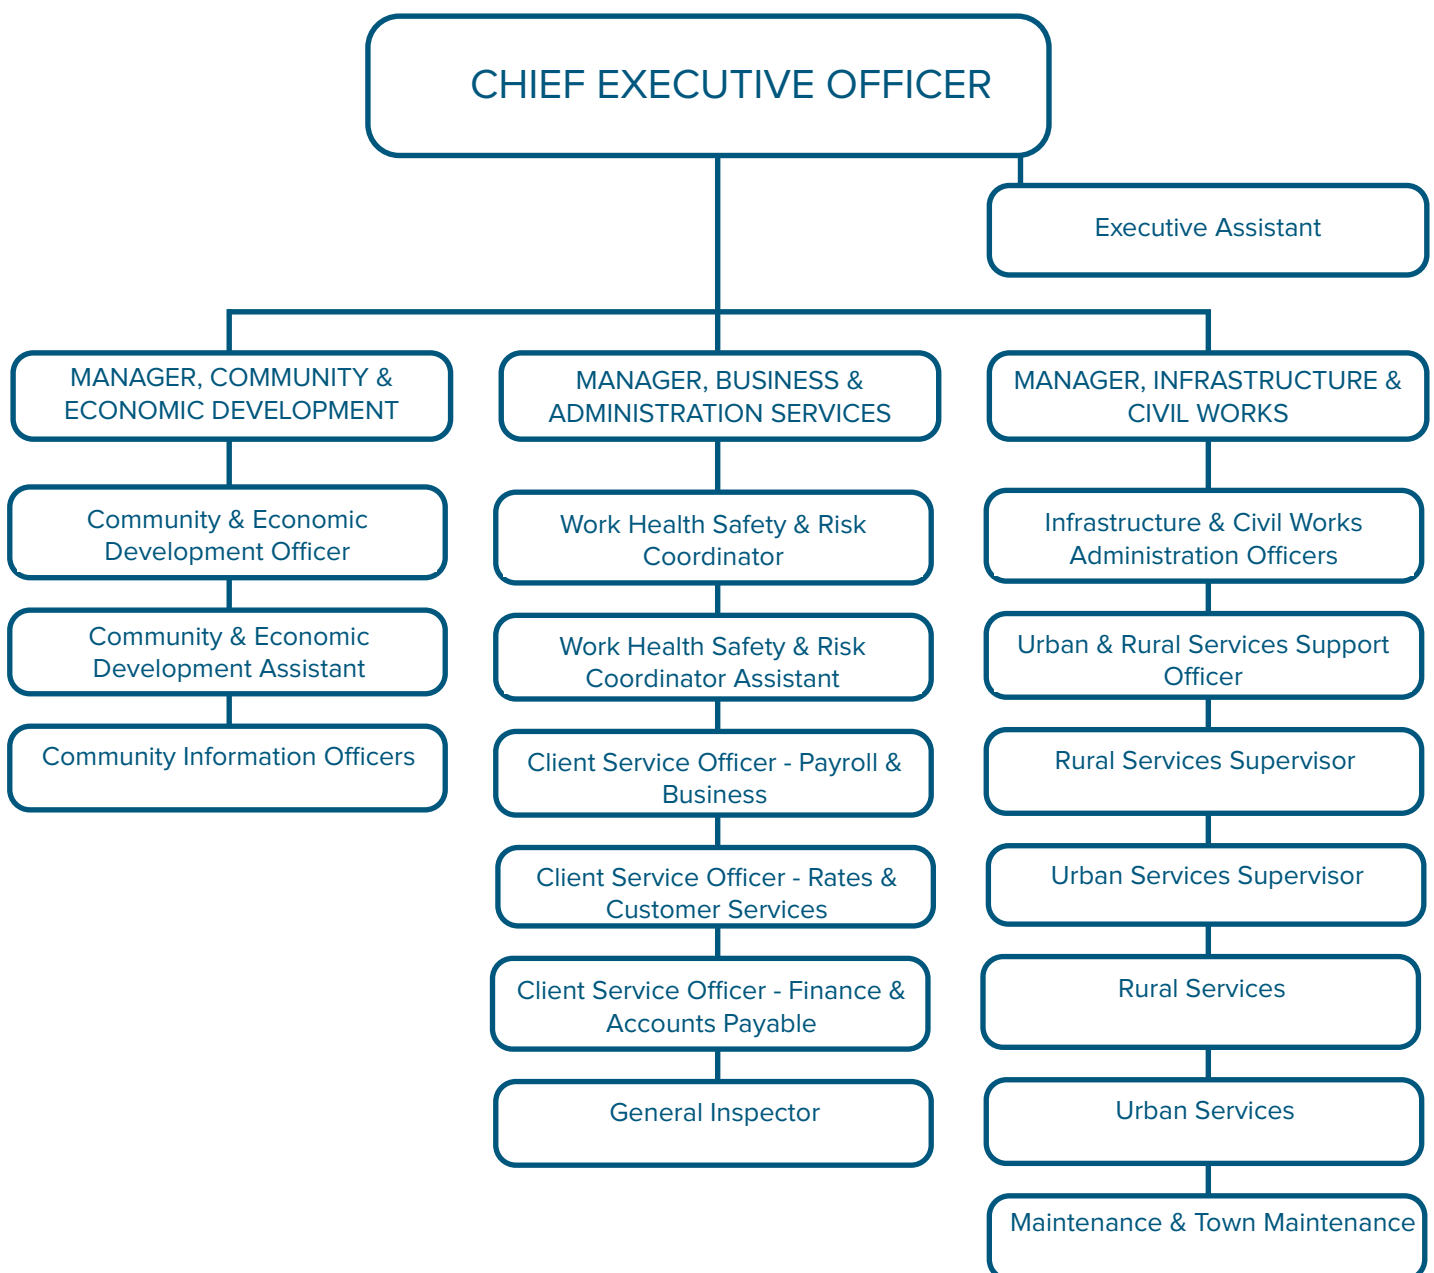 CHIEF EXECUTIVE OFFICER
Executive Assistant
MANAGER, COMMUNITY &
ECONOMIC DEVELOPMENT
Community & Economic
Development Officer
Community & Economic
Development Assistant
Community Information Officers
MANAGER, BUSINESS &
ADMINISTRATION SERVICES
Work Health Safety & Risk
Coordinator
Work Health Safety & Risk
Coordinator Assistant
Client Service Officer - Payroll &
Business
Client Service Officer - Rates &
Customer Services
Client Service Officer - Finance &
Accounts Payable
General Inspector
MANAGER, INFRASTRUCTURE &
CIVIL WORKS
Infrastructure & Civil Works
Administration Officers
Urban & Rural Services Support
Officer
Rural Services Supervisor
Urban Services Supervisor
Rural Services
Urban Services
Maintenance & Town Maintenance